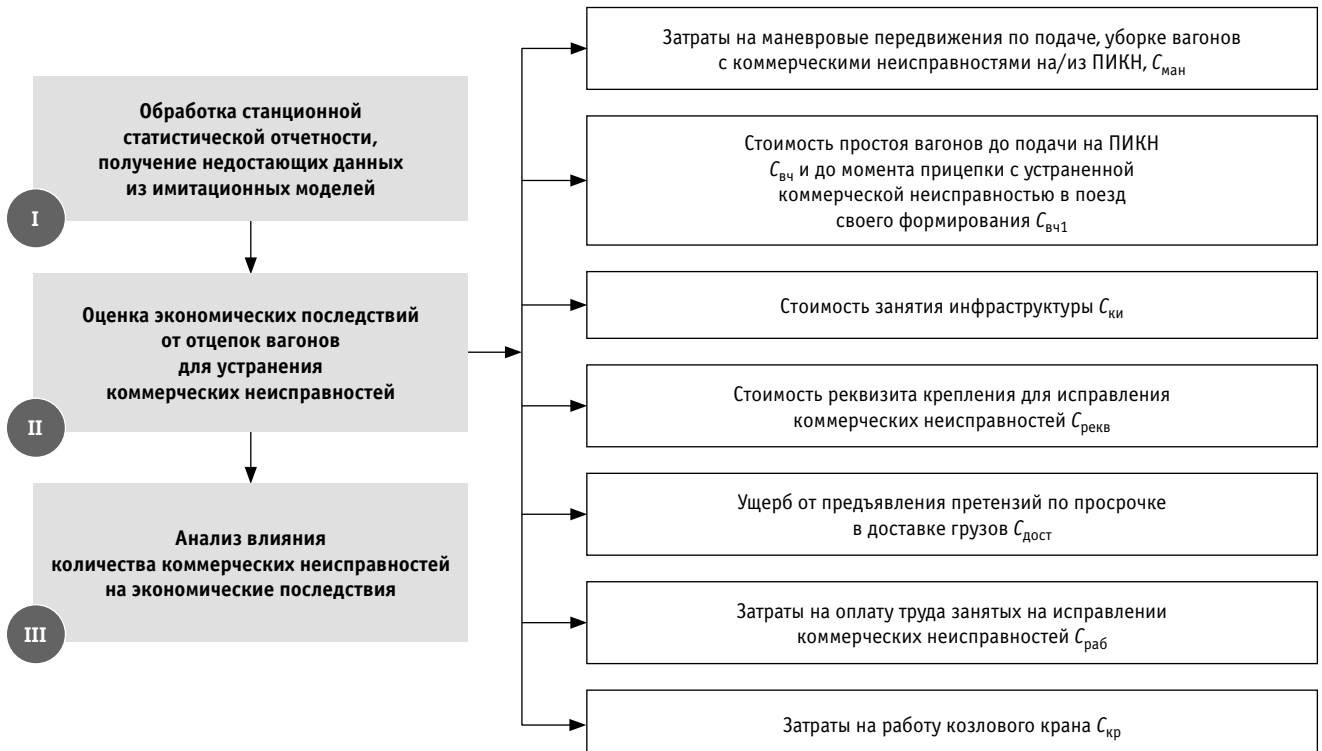 Обработка станционной
статистической отчетности,
получение недостающих данных
из имитационных моделей
I
Оценка экономических последствий
от отцепок вагонов
для устранения
коммерческих неисправностей
II
Анализ влияния
количества коммерческих неисправностей
на экономические последствия
III
Затраты на маневровые передвижения по подаче, уборке вагонов
с коммерческими неисправностями на/из ПИКН, Cман
Стоимость простоя вагонов до подачи на ПИКН
Cвч и до момента прицепки с устраненной
коммерческой неисправностью в поезд
своего формирования Cвч1
Стоимость занятия инфраструктуры Cки
Стоимость реквизита крепления для исправления
коммерческих неисправностей Cрекв
Ущерб от предъявления претензий по просрочке
в доставке грузов Cдост
Затраты на оплату труда занятых на исправлении
коммерческих неисправностей Cраб
Затраты на работу козлового крана Cкр